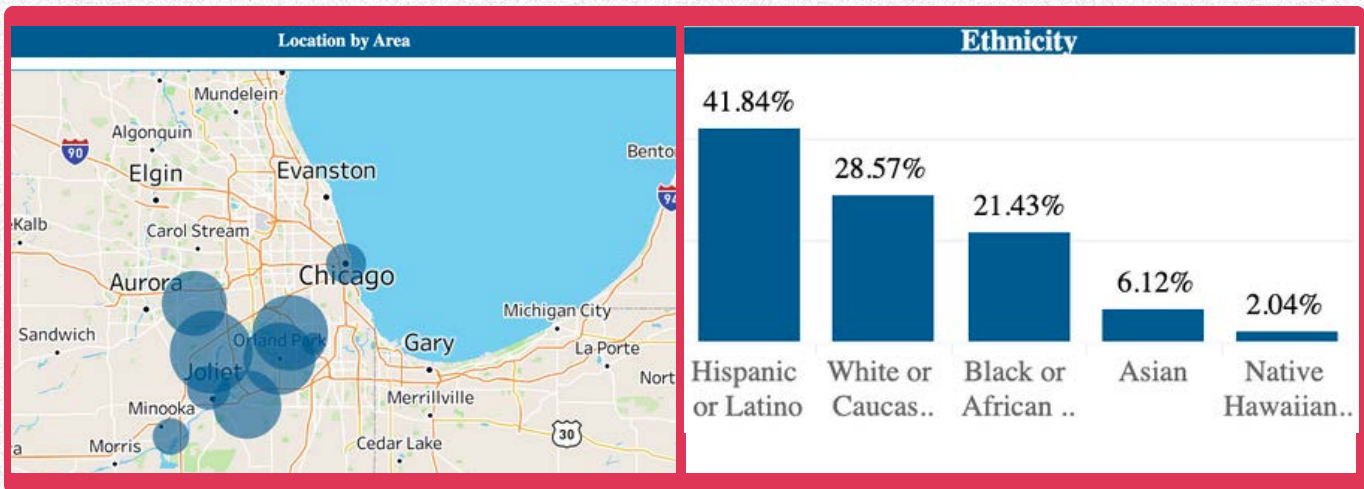 Location by Area
Mundelein
Algonquin
90
Elgin
Evanston
Bento
94
Kalb
Carol Stream
Chicago
Aurora
Michigan City
Sandwich
Orland Park
Gary
La Porte
Joliet
Nort
Minooka
Merrillville
30
Morris
Cedar Lake
a
Ethnicity
41.84%
28.57%
21.43%
6.12%
2.04%
Hispanic or Latino
White or Caucas..
Black or African ..
Asian
Native Hawaiian..